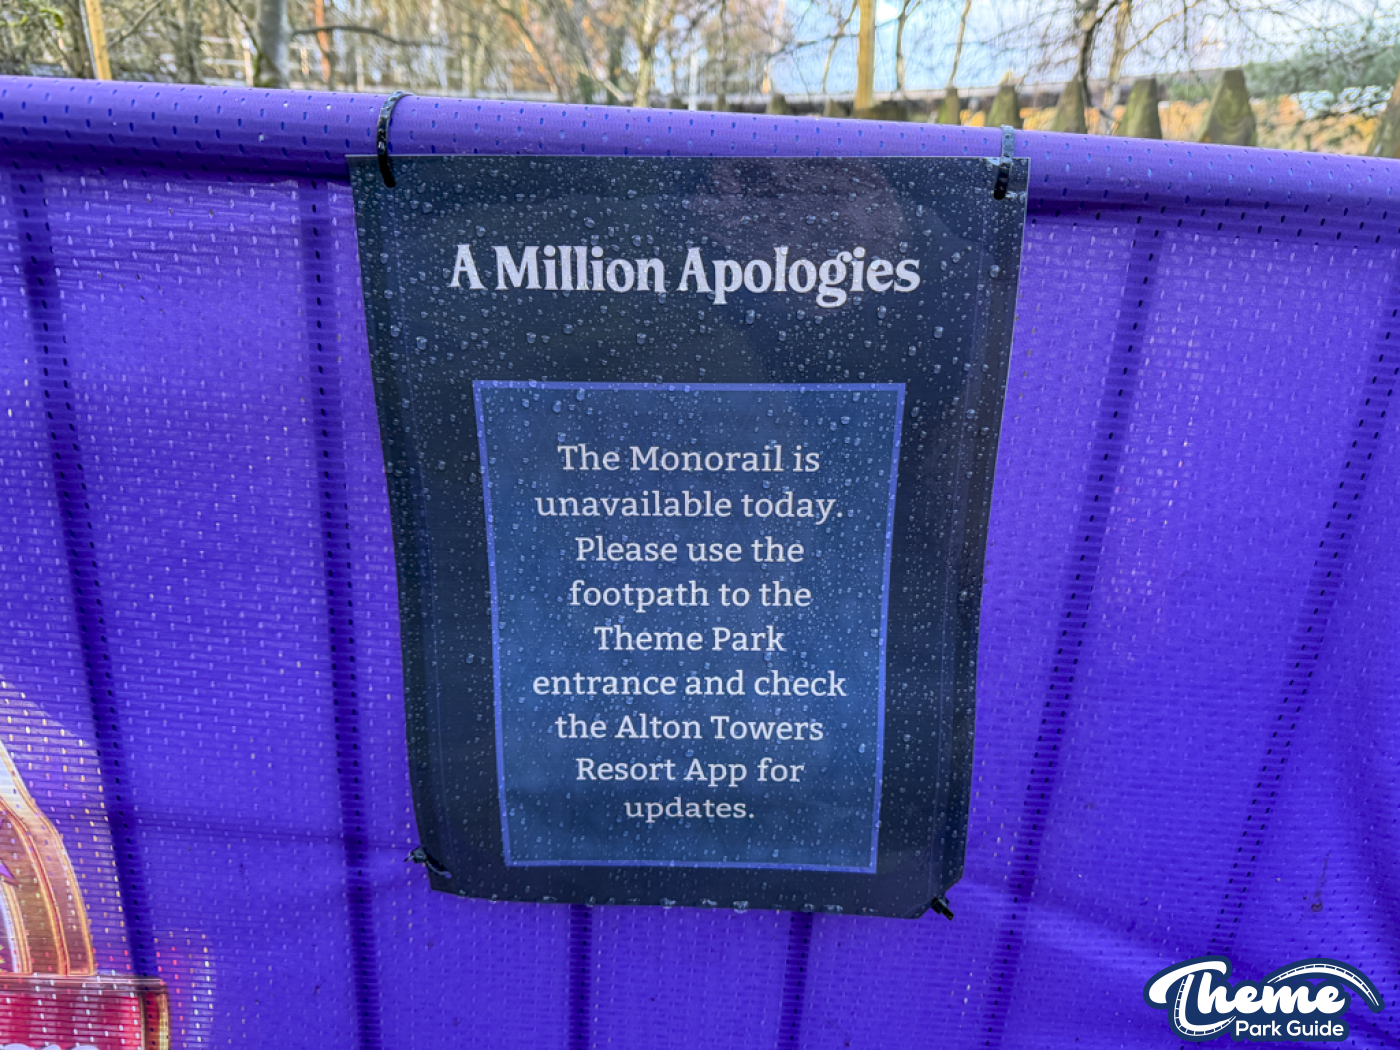 A Million Apologies
The Monorail is
unavailable today.
Please use the
footpath to the
Theme Park
entrance and check
the Alton Towers
Resort App for
updates.
Theme
Park Guide